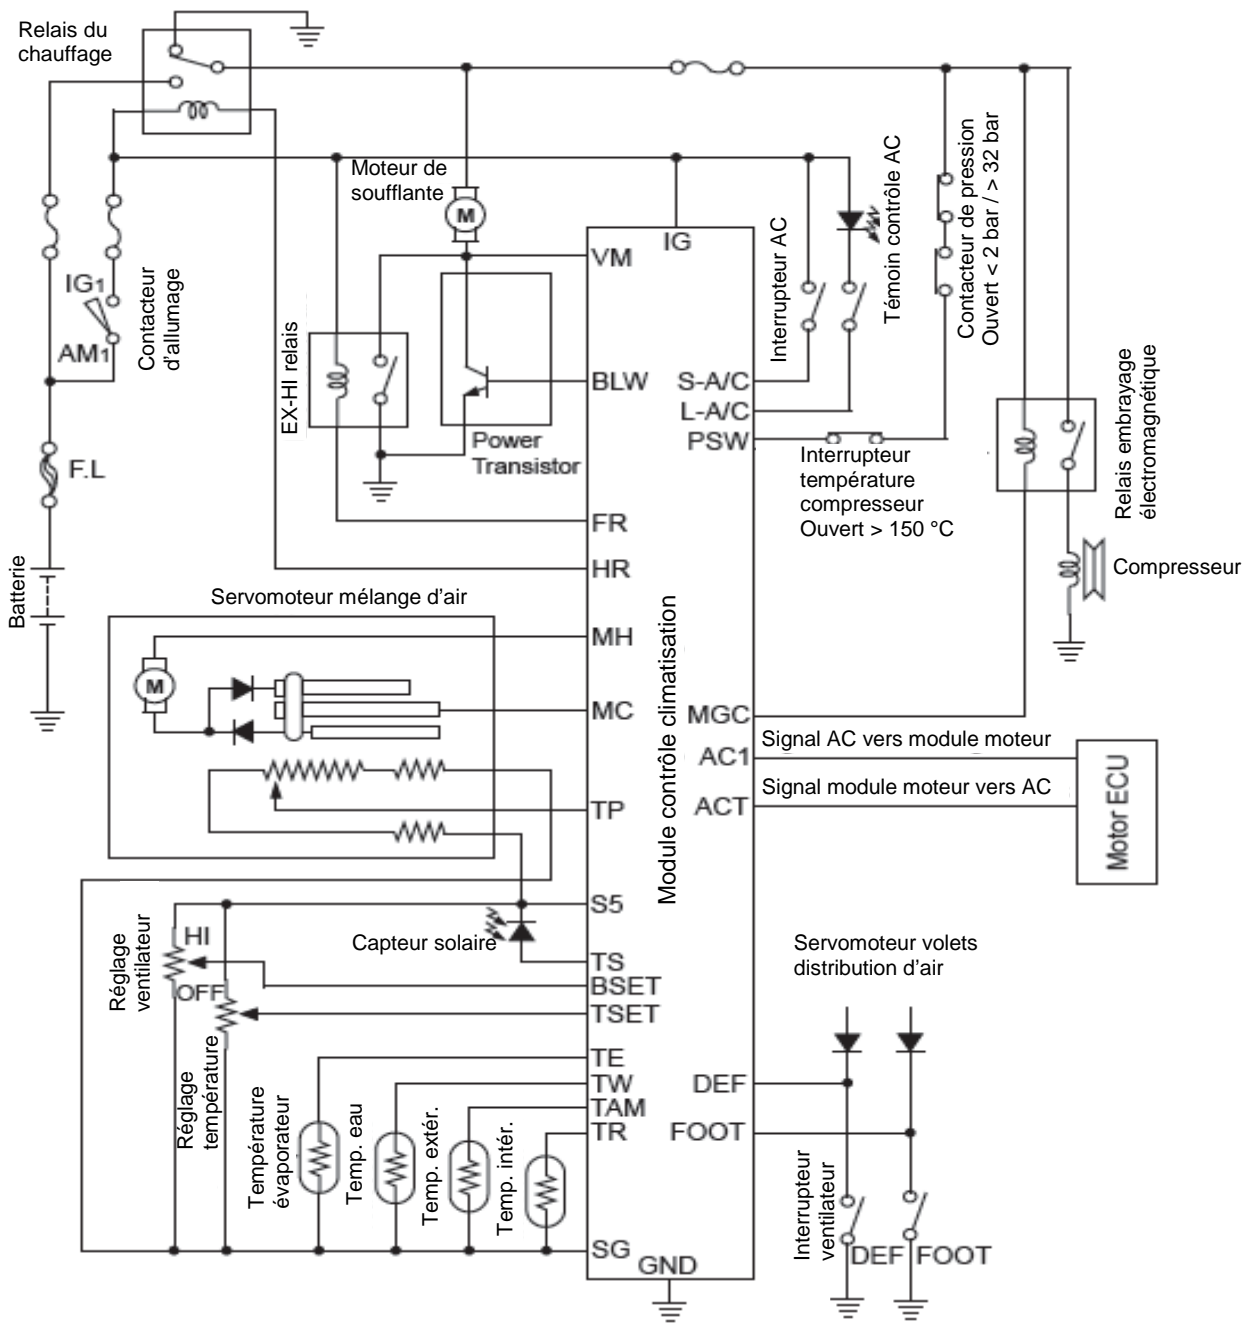 Relais du
chauffage
Moteur de
soufflante
M
IG
VM
Interrupteur AC
Témoin contrôle AC
Contacteur de pression
Ouvert < 2 bar / > 32 bar
IG1
AM1
Contacteur
d'allumage
EX-HI relais
BLW
Power
Transistor
S-A/C
L-A/C
PSW
Interrupteur
température
compresseur
Ouvert > 150 °C
Relais embrayage
électromagnétique
Compresseur
F.L
Batterie
FR
HR
Servomoteur mélange d'air
MH
M
MC
TP
Module contrôle climatisation
MGC
AC1
Signal AC vers module moteur
ACT
Signal module moteur vers AC
Motor ECU
S5
Capteur solaire
TS
BSET
TSET
Réglage
ventilateur
HI
OFF
Réglage
température
TE
TW
TAM
TR
Température
évaporateur
Temp. eau
Temp. extér.
Temp. intér.
SG
GND
Servomoteur volets
distribution d'air
DEF
FOOT
Interrupteur
ventilateur
DEF
FOOT